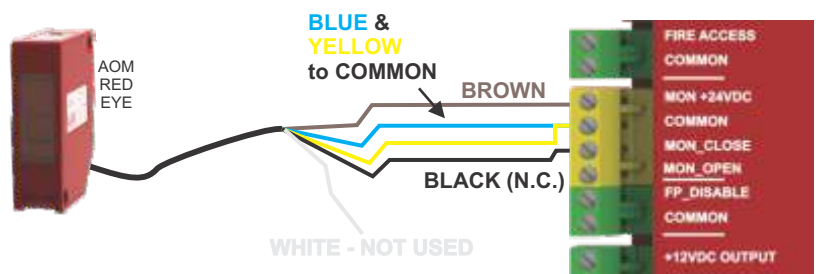 BLUE &
YELLOW
to COMMON
AOM
RED
EYE
BROWN
BLACK (N.C.)
WHITE - NOT USED
FIRE ACCESS
COMMON
MON +24VDC
COMMON
MON_CLOSE
MON_OPEN
FP_DISABLE
COMMON
+12VDC OUTPUT